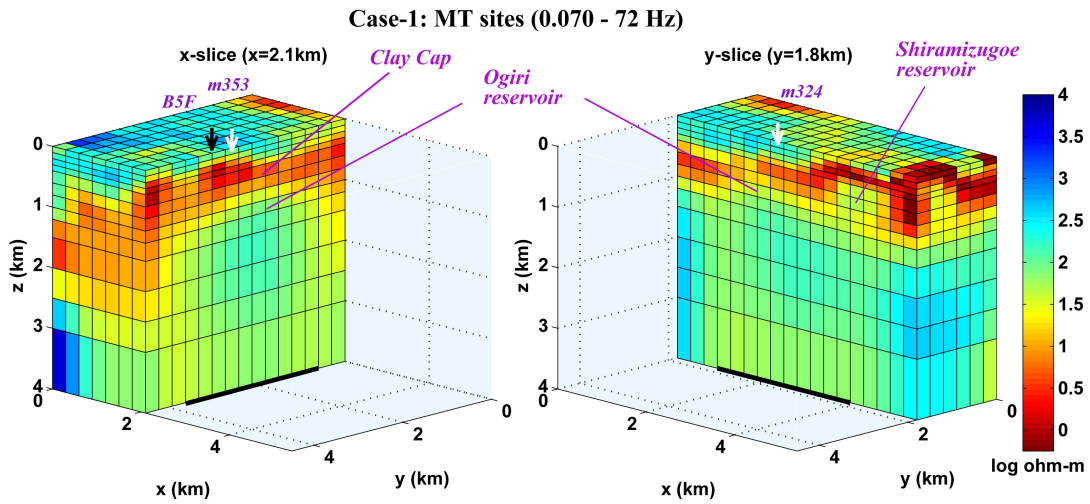 Case-1: MT sites (0.070 - 72 Hz)
x-slice (x=2.1km)
Clay Cap
m353
B5F
Ogiri
reservoir
y-slice (y=1.8km)
Shiramizugoe
reservoir
m324
0
1
2
3
4
z (km)
0
2
4
x (km)
4
2
0
y (km)
0
1
2
3
4
z (km)
0
2
4
x (km)
4
2
0
y (km)
4
3.5
3
2.5
2
1.5
1
0.5
0
log ohm-m